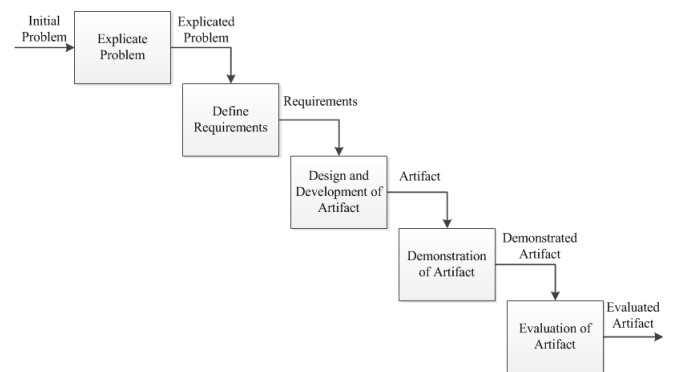 Initial
Problem
Explicate
Problem
Explicated
Problem
Define
Requirements
Requirements
Design and
Development of
Artifact
Artifact
Demonstration
of Artifact
Demonstrated
Artifact
Evaluation of
Artifact
Evaluated
Artifact